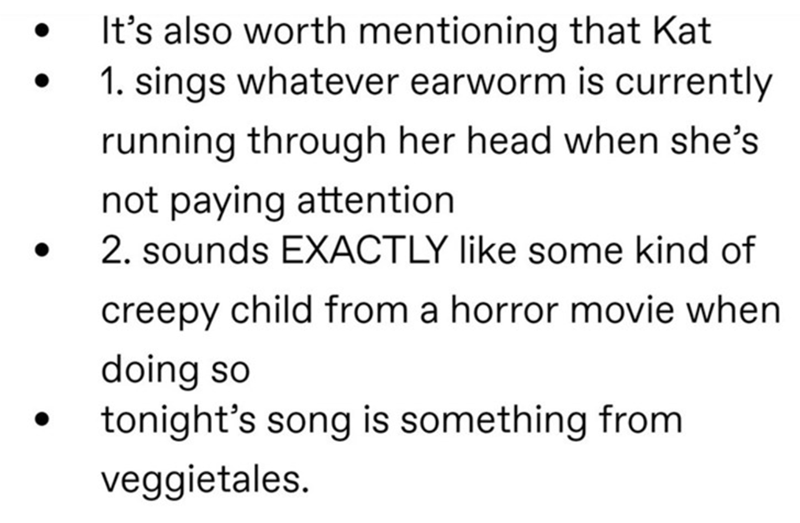 • It’s also worth mentioning that Kat
• 1. sings whatever earworm is currently
running through her head when she’s
not paying attention
• 2. sounds EXACTLY like some kind of
creepy child from a horror movie when
doing so
• tonight’s song is something from
veggietales.